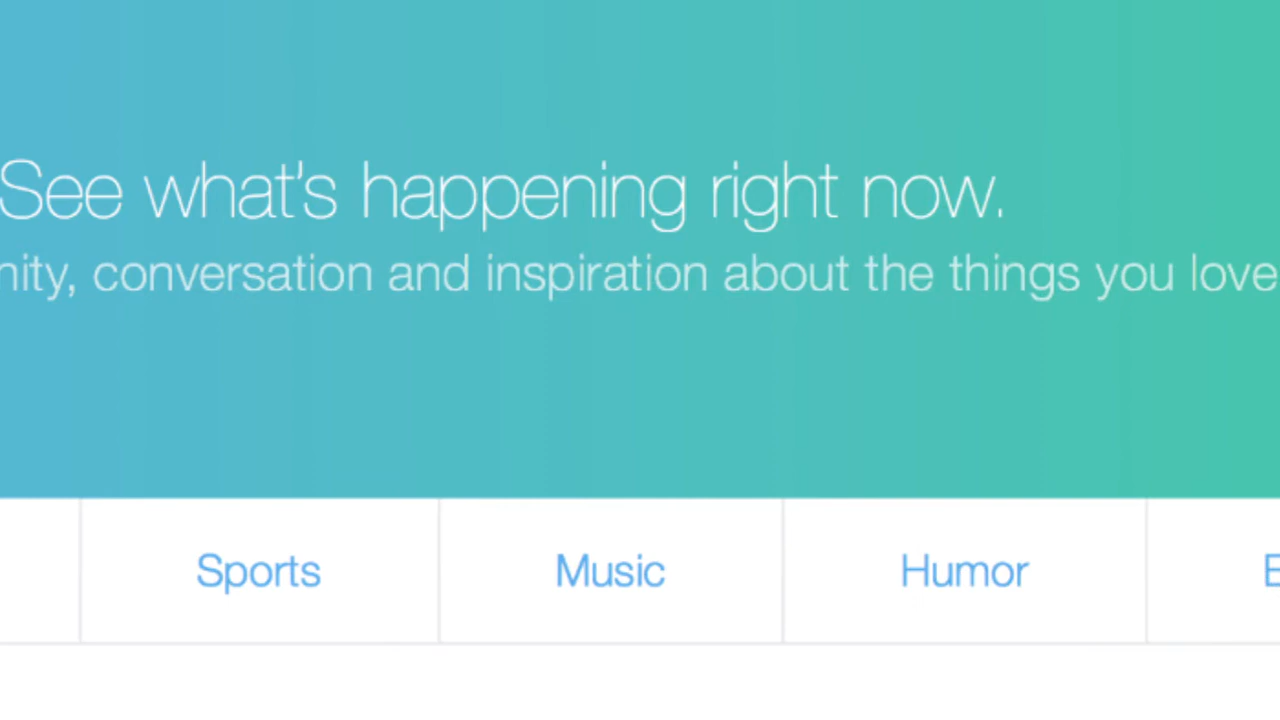 See what's happening right now.
nity, conversation and inspiration about the things you love
Sports
Music
Humor
E